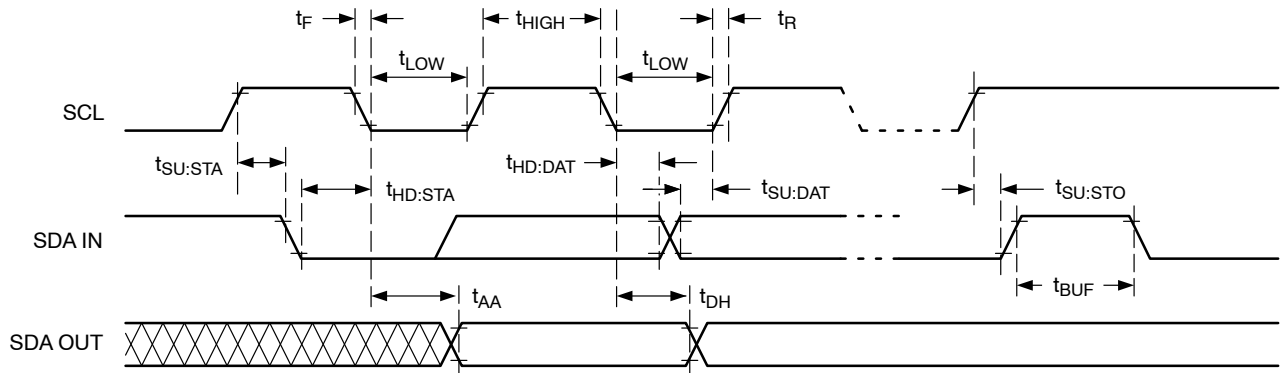 tF
tHIGH
tR
tLOW
tLOW
SCL
tSU:STA
tHD:STA
tHD:DAT
tSU:DAT
tSU:STO
SDA IN
tBUF
tAA
tDH
SDA OUT